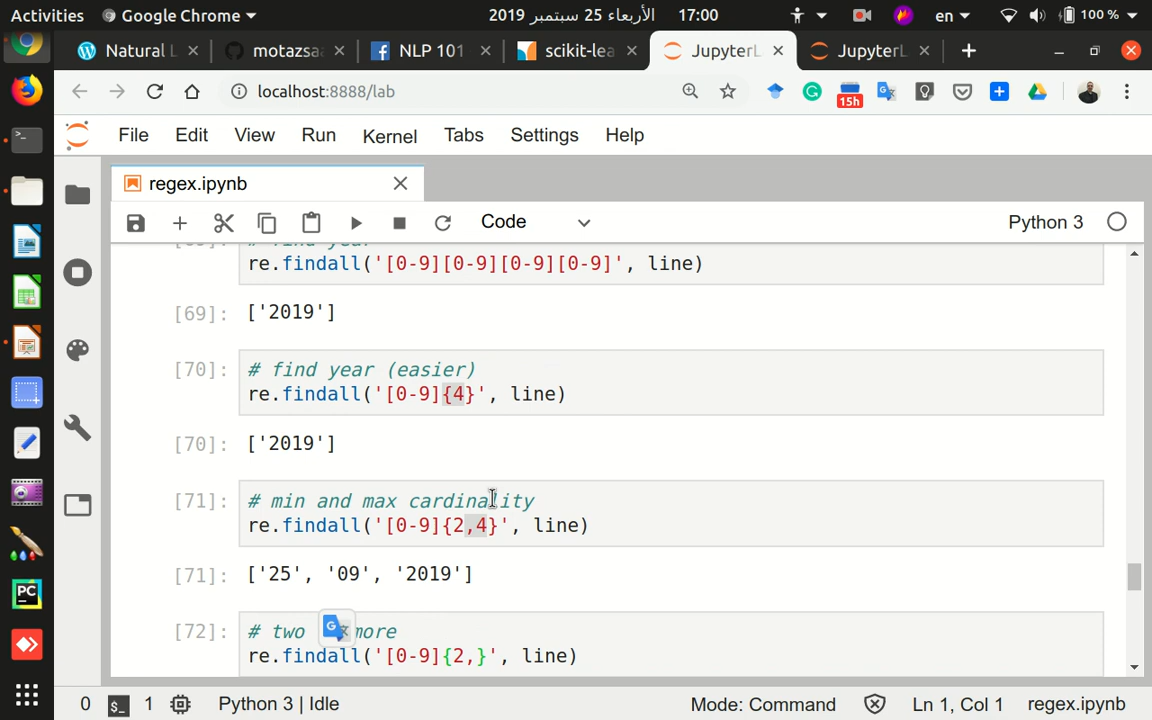 Activities Google Chrome ▾ الأربعاء 25 سبتمبر 2019 17:00 en 100 %
Natural L motazsaa FACEBOOK NLP 101 scikit-lea JupyterL JupyterL
localhost:8888/lab 15h
File Edit View Run Kernel Tabs Settings Help
regex.ipynb
Code Python 3
re.findall('[0-9][0-9][0-9][0-9]', line)
[69]: ['2019']
[70]: # find year (easier)
re.findall('[0-9]{4}', line)
[70]: ['2019']
[71]: # min and max cardinality
re.findall('[0-9]{2,4}', line)
[71]: ['25', '09', '2019']
[72]: # two more
re.findall('[0-9]{2,}', line)
0 1 Python 3 | Idle Mode: Command Ln 1, Col 1 regex.ipynb